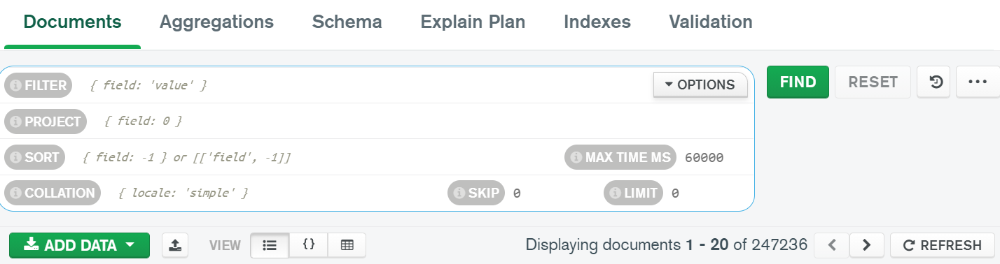 Documents Aggregations Schema Explain Plan Indexes Validation
FILTER { field: 'value' } OPTIONS FIND RESET
PROJECT { field: 0 }
SORT { field: -1 } or [['field', -1]] MAX TIME MS 60000
COLLATION { locale: 'simple' } SKIP 0 LIMIT 0
ADD DATA VIEW {} Displaying documents 1 - 20 of 247236 REFRESH